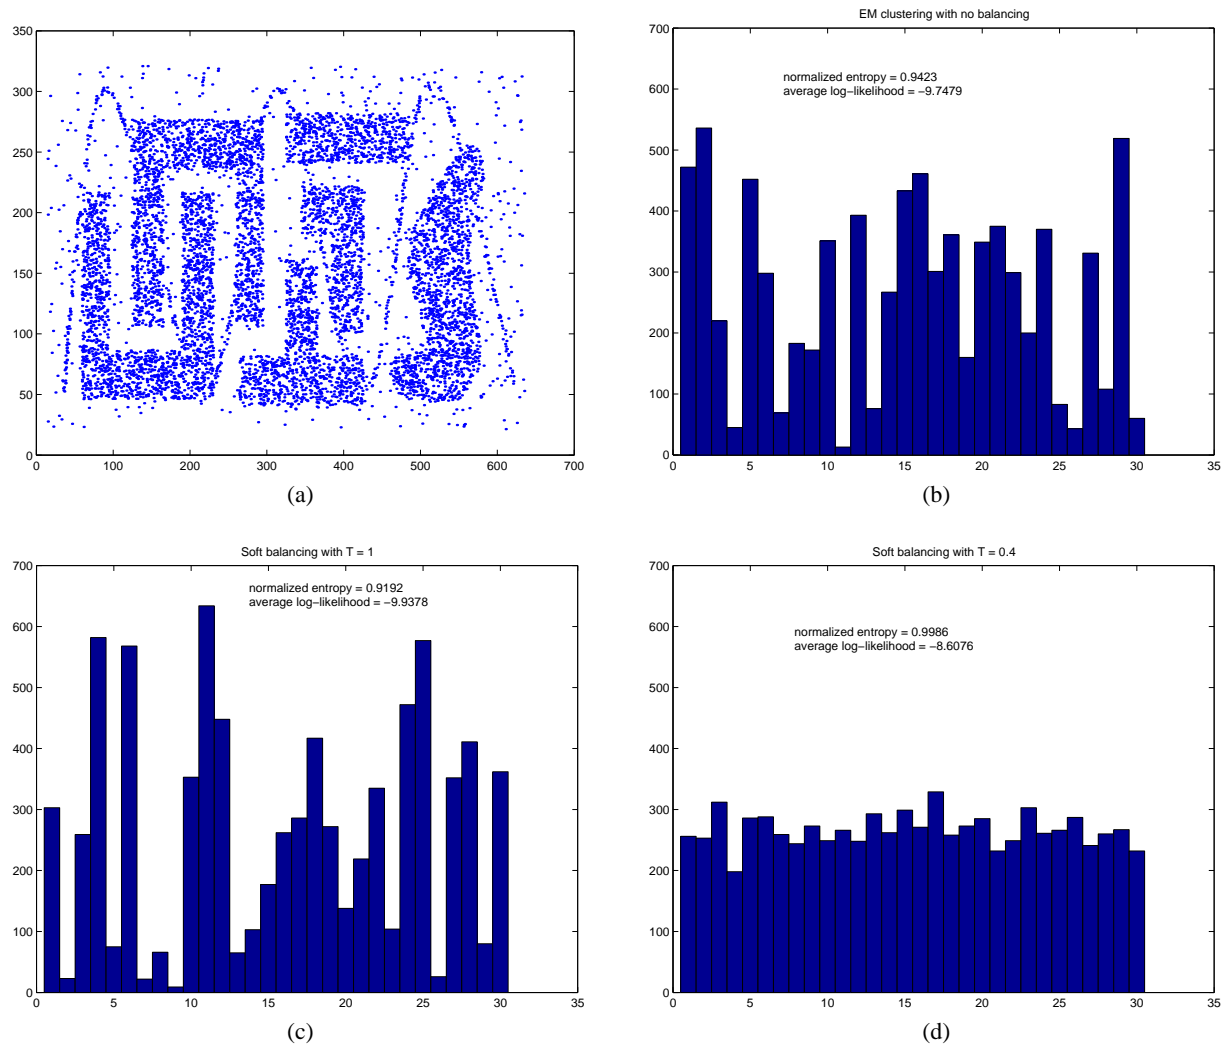 350
300
250
200
150
100
50
0
0 100 200 300 400 500 600 700
(a)
EM clustering with no balancing
normalized entropy = 0.9423
average log−likelihood = −9.7479
700
600
500
400
300
200
100
0
0 5 10 15 20 25 30 35
(b)
Soft balancing with T = 1
normalized entropy = 0.9192
average log−likelihood = −9.9378
700
600
500
400
300
200
100
0
0 5 10 15 20 25 30 35
(c)
Soft balancing with T = 0.4
normalized entropy = 0.9986
average log−likelihood = −8.6076
700
600
500
400
300
200
100
0
0 5 10 15 20 25 30 35
(d)